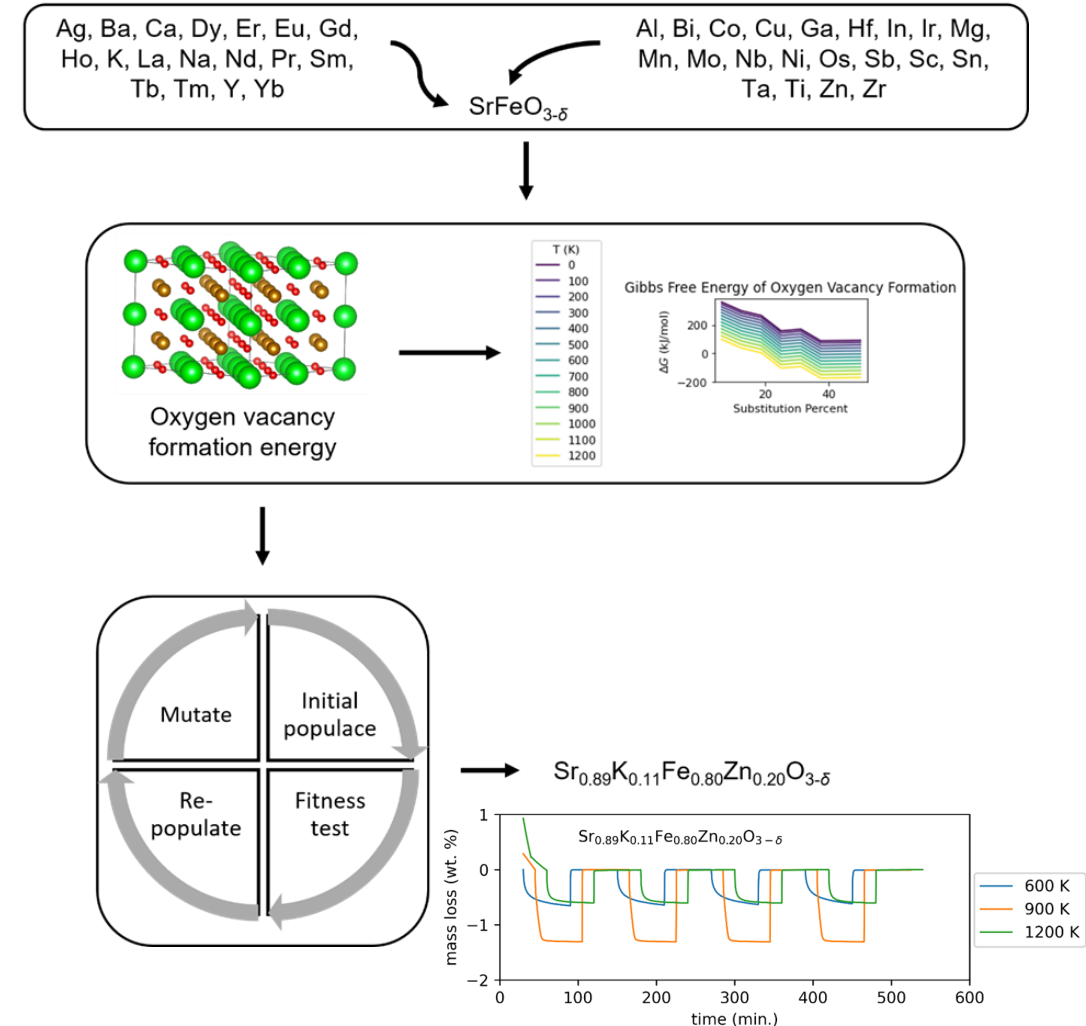 Ag, Ba, Ca, Dy, Er, Eu, Gd,
Ho, K, La, Na, Nd, Pr, Sm,
Tb, Tm, Y, Yb
Al, Bi, Co, Cu, Ga, Hf, In, Ir, Mg,
Mn, Mo, Nb, Ni, Os, Sb, Sc, Sn,
Ta, Ti, Zn, Zr
SrFeO3-δ
Oxygen vacancy
formation energy
T (K)
0
100
200
300
400
500
600
700
800
900
1000
1100
1200
Gibbs Free Energy of Oxygen Vacancy Formation
ΔG (kJ/mol)
200
0
−200
20
40
Substitution Percent
Mutate
Initial
populace
Re-
populate
Fitness
test
Sr0.89K0.11Fe0.80Zn0.20O3-δ
Sr0.89K0.11Fe0.80Zn0.20O3−δ
mass loss (wt. %)
1
0
−1
−2
0
100
200
300
400
500
600
time (min.)
600 K
900 K
1200 K